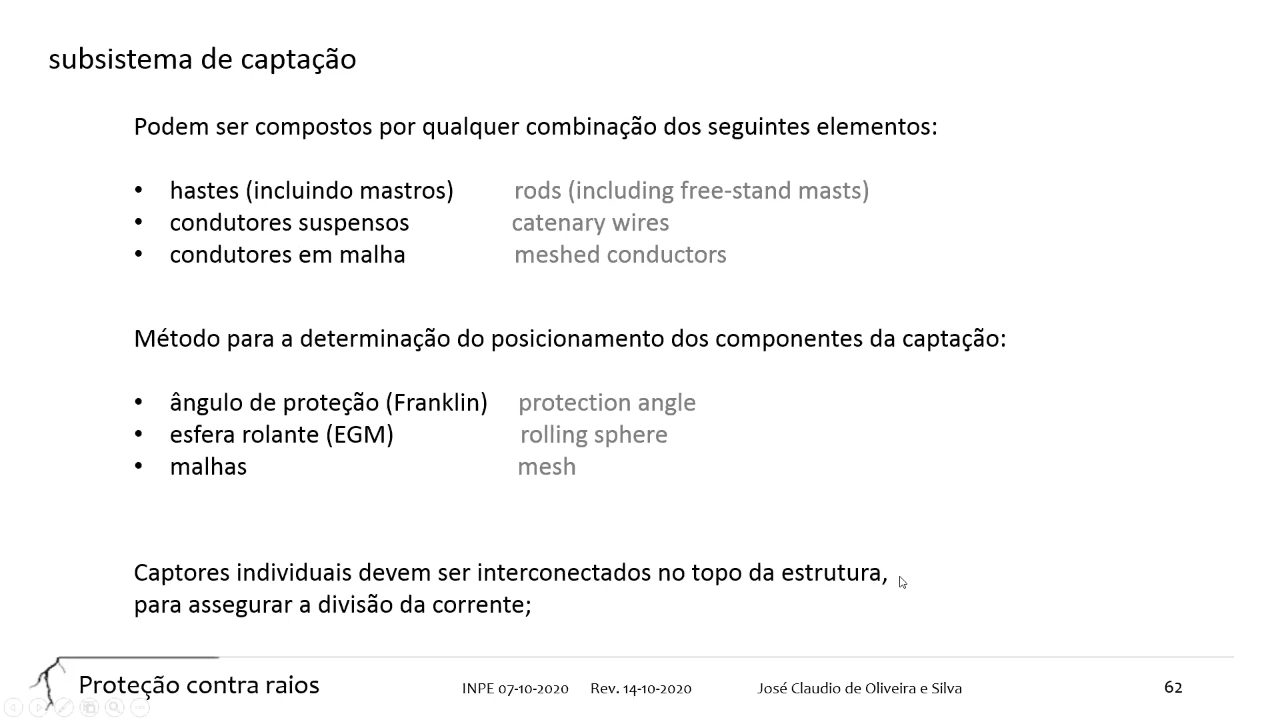 subsistema de captação
Podem ser compostos por qualquer combinação dos seguintes elementos:
• hastes (incluindo mastros) rods (including free-stand masts)
• condutores suspensos catenary wires
• condutores em malha meshed conductors
Método para a determinação do posicionamento dos componentes da captação:
• ângulo de proteção (Franklin) protection angle
• esfera rolante (EGM) rolling sphere
• malhas mesh
Captores individuais devem ser interconectados no topo da estrutura,
para assegurar a divisão da corrente;
Proteção contra raios INPE 07-10-2020 Rev. 14-10-2020 José Claudio de Oliveira e Silva 62